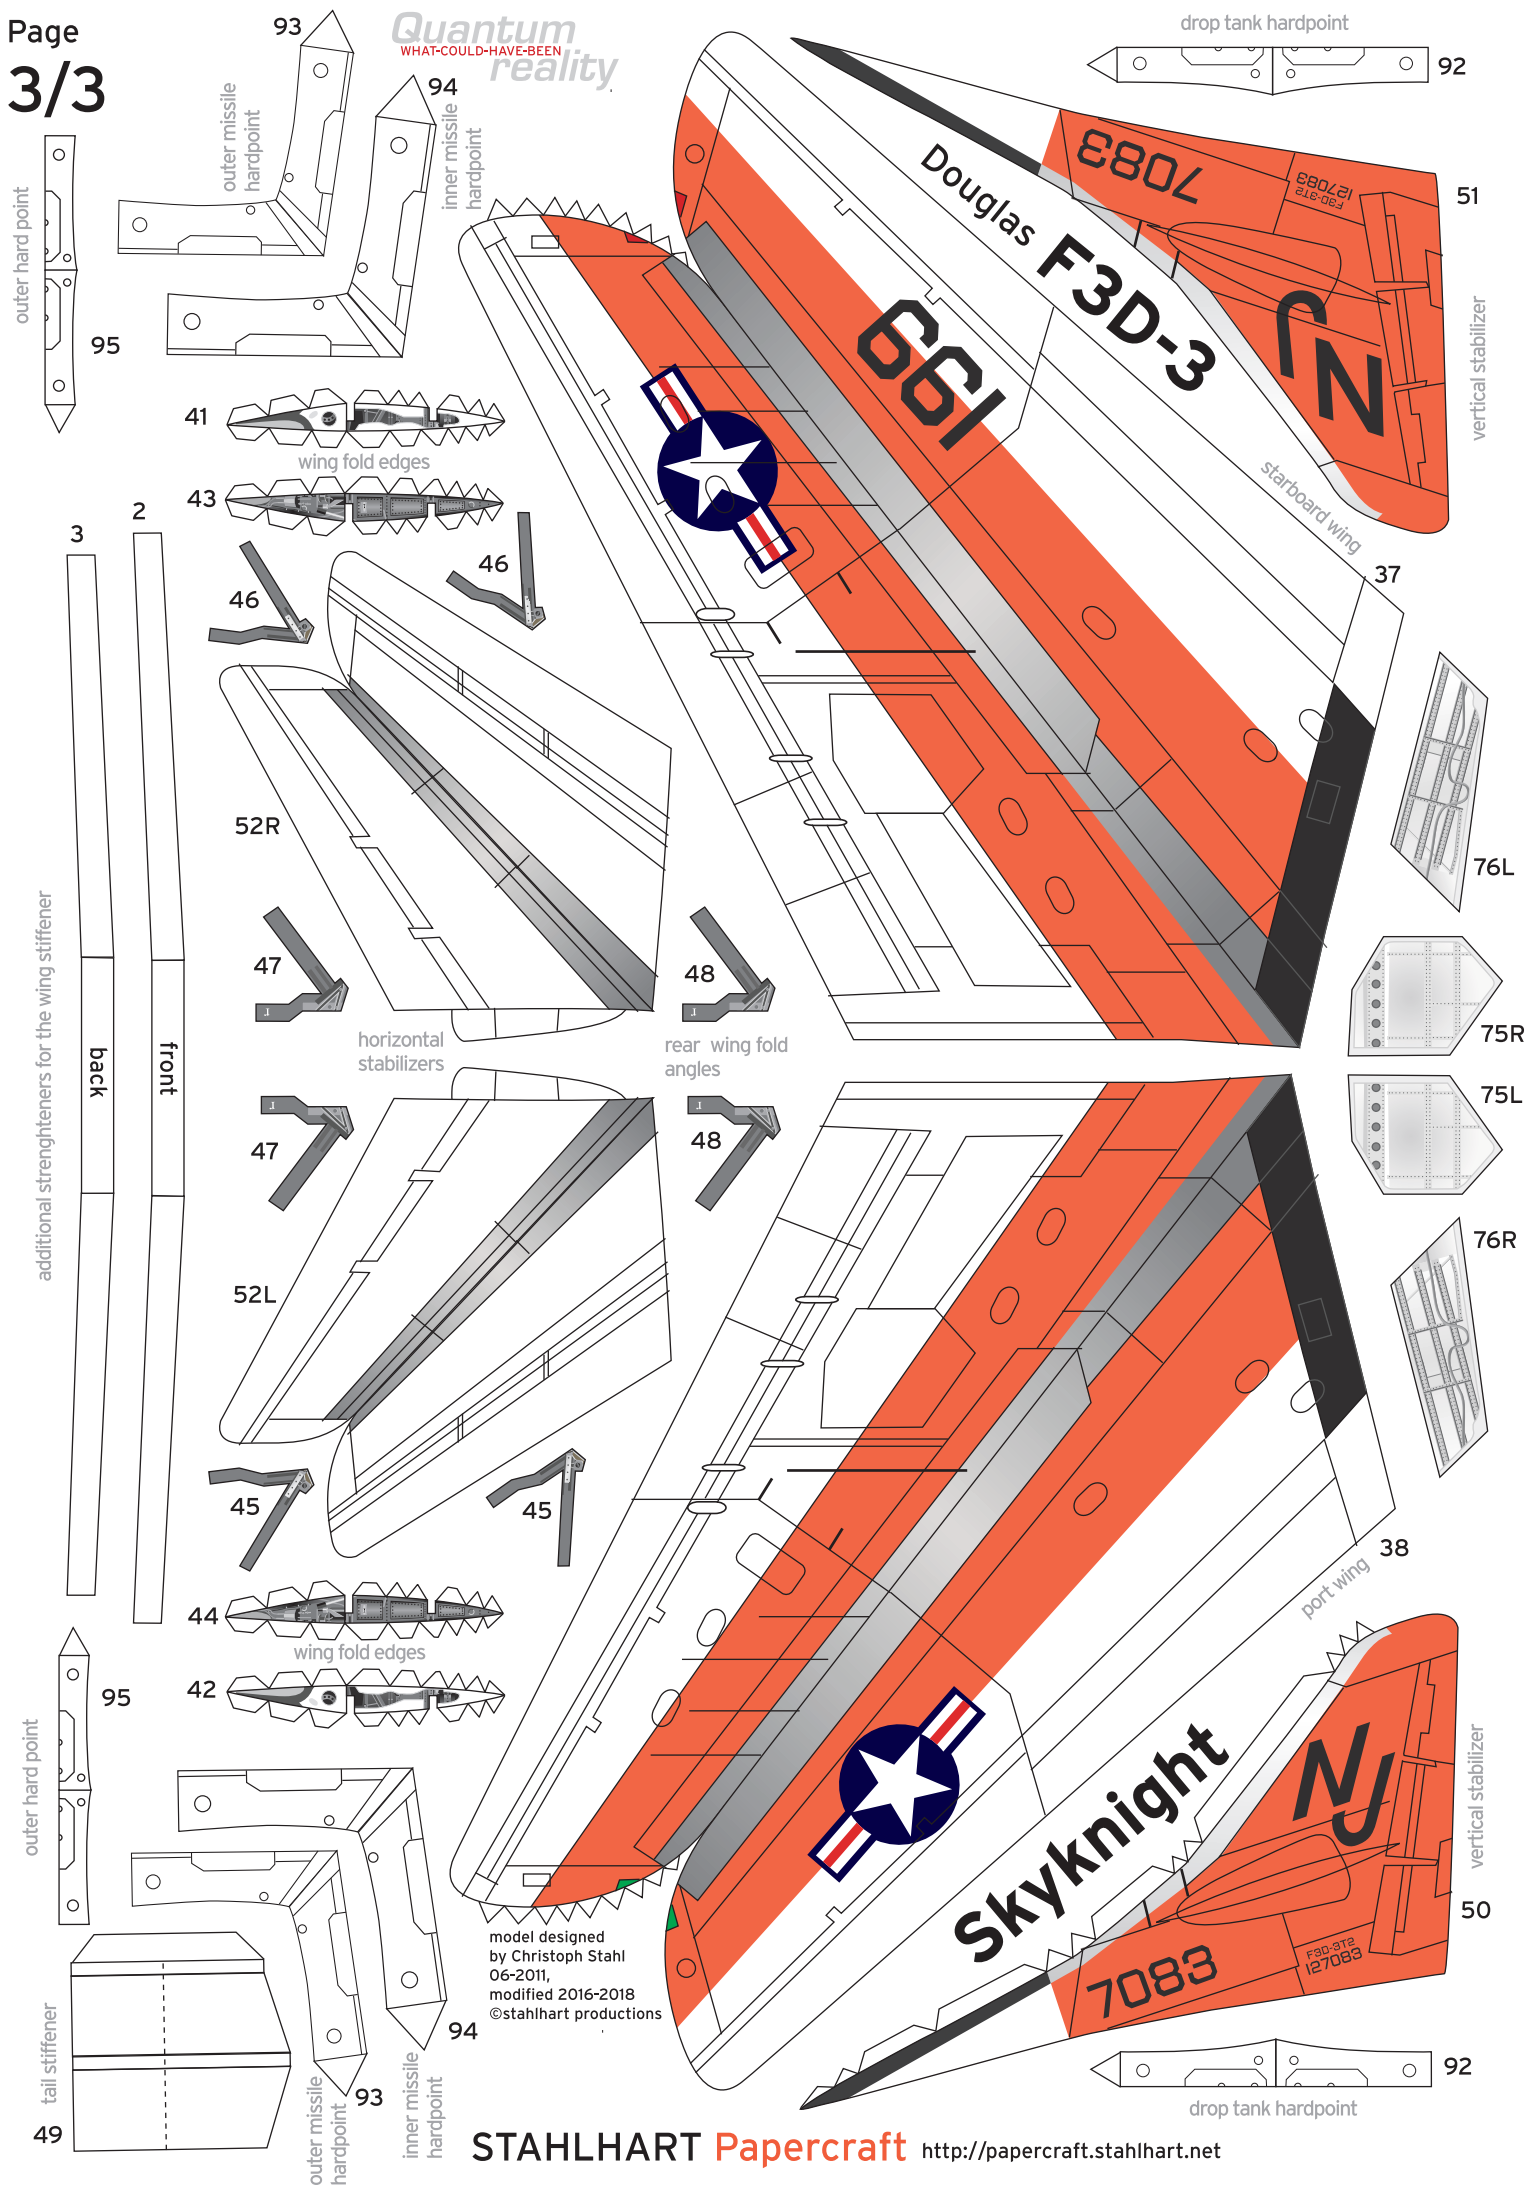 Page
3/3
Quantum
WHAT-COULD-HAVE-BEEN
reality
93
94
outer missile
hardpoint
inner missile
hardpoint
outer hard point
95
drop tank hardpoint
92
Douglas F3D-3
7083
F3D-3T2
127083
NJ
51
vertical stabilizer
661
starboard wing
37
41
wing fold edges
43
46
46
3
2
52R
76L
47
48
75R
horizontal
stabilizers
rear wing fold
angles
additional strenghteners for the wing stiffener
back
front
75L
47
48
76R
52L
45
45
38
port wing
44
wing fold edges
42
95
outer hard point
Skyknight
NJ
7083
F3D-3T2
127083
vertical stabilizer
50
model designed
by Christoph Stahl
06-2011,
modified 2016-2018
©stahlhart productions
tail stiffener
49
94
93
outer missile
hardpoint
inner missile
hardpoint
92
drop tank hardpoint
STAHLHART Papercraft http://papercraft.stahlhart.net